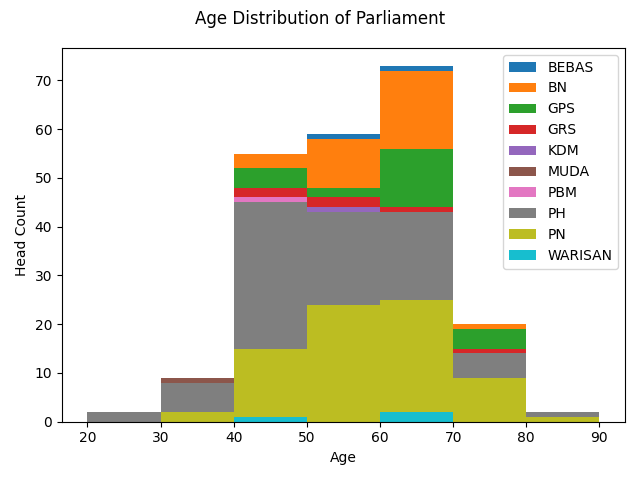 Age Distribution of Parliament
BEBAS
BN
GPS
GRS
KDM
MUDA
PBM
PH
PN
WARISAN
Head Count
70
60
50
40
30
20
10
0
20 30 40 50 60 70 80 90
Age